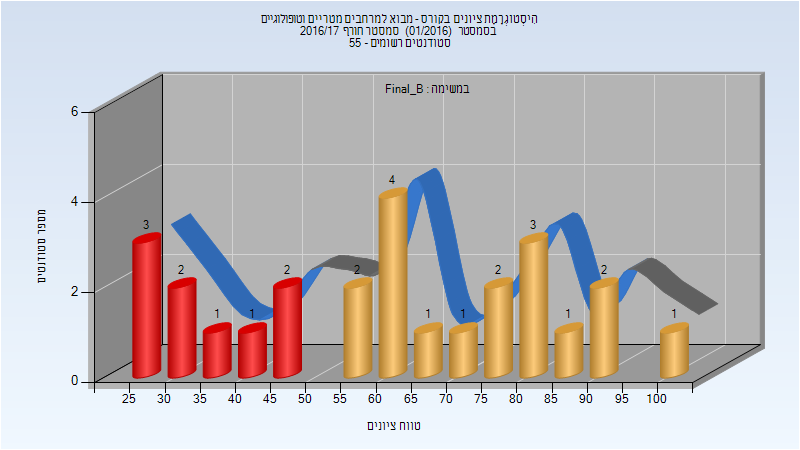 הִיסְטוֹגְרָמַת ציונים בקורס - מבוא למרחבים מטריים וטופולוגיים
בסמסטר (01/2016) סמסטר חורף 2016/17
סטודנטים רשומים - 55
במשימה : Final_B
מספר סטודנטים
6
4
2
0
3
2
1
1
2
2
4
1
1
2
3
1
2
1
25 30 35 40 45 50 55 60 65 70 75 80 85 90 95 100
טווח ציונים